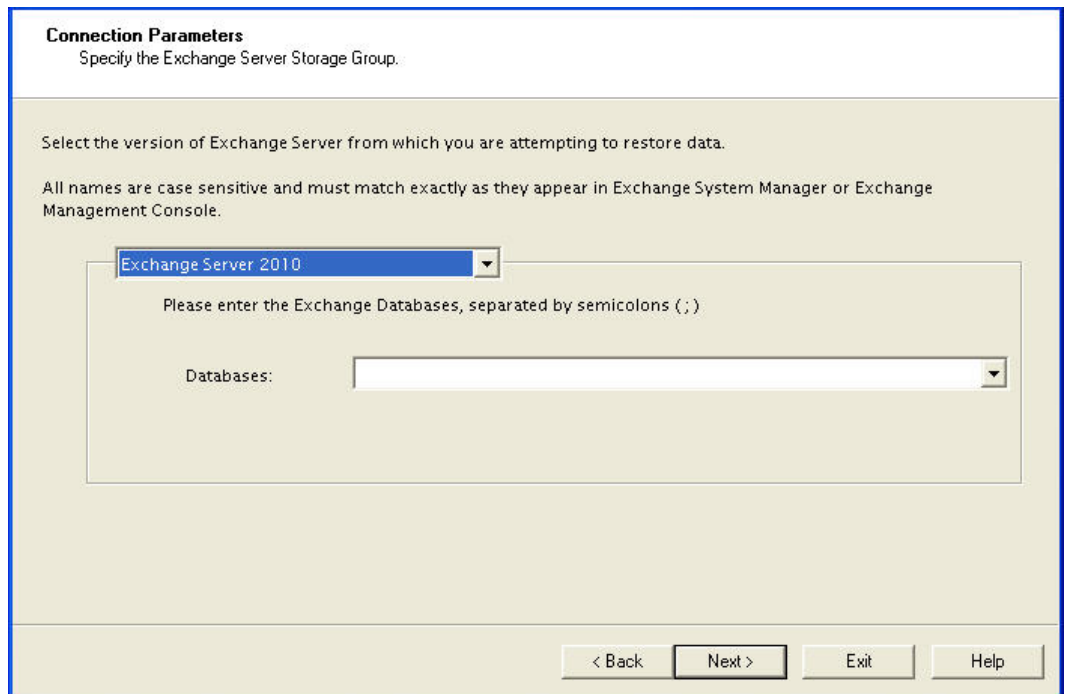 Connection Parameters
Specify the Exchange Server Storage Group.
Select the version of Exchange Server from which you are attempting to restore data.
All names are case sensitive and must match exactly as they appear in Exchange System Manager or Exchange
Management Console.
Exchange Server 2010
Please enter the Exchange Databases, separated by semicolons (;)
Databases:
< Back Next > Exit Help